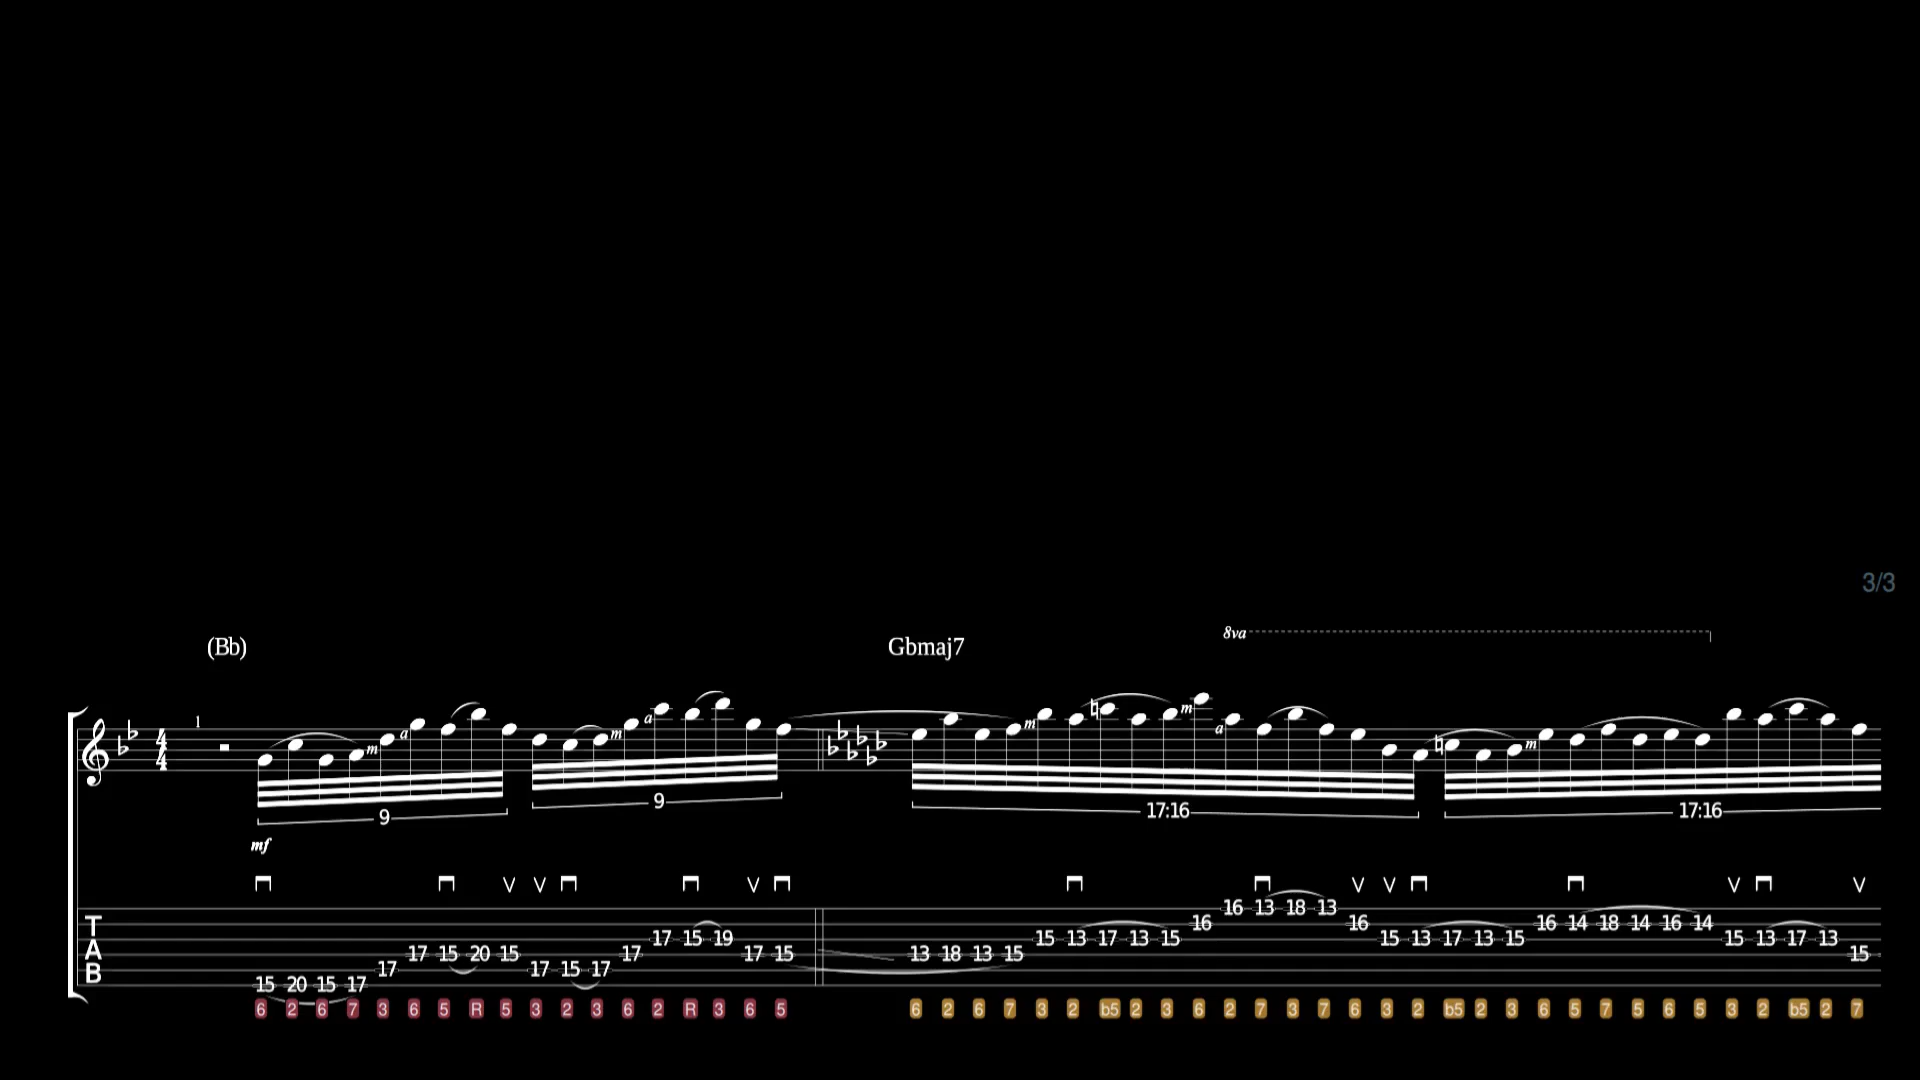 3/3
8va
(Bb) Gbmaj7
1
4
4
m a m a m m a m
9 9 17:16 17:16
mf
T
A
B
16 13 18 13
16 16 16 14 18 14 16 14
17 15 19 15 13 17 13 15 15 13 17 13 15 15 13 17 13
17 15 20 15 17 17 15 13 18 13 15 15
17 17 15 17
15 20 15 17
6 2 6 7 3 6 5 R 5 3 2 3 6 2 R 3 6 5 6 2 6 7 3 2 b5 2 3 6 2 7 3 7 6 3 2 b5 2 3 6 5 7 5 6 5 3 2 b5 2 7